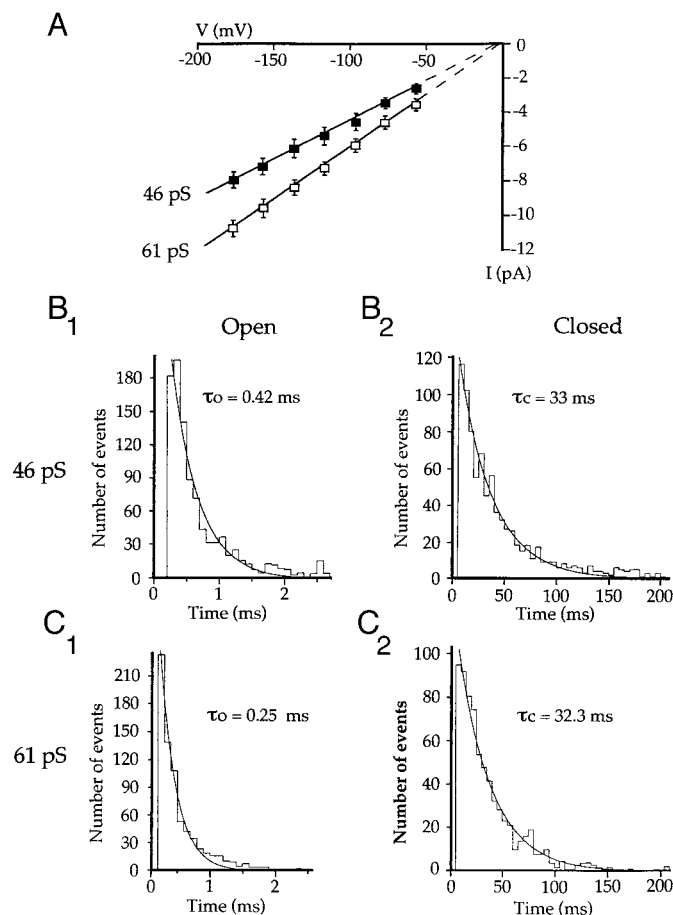 A
V (mV)
-200 -150 -100 -50
0
-2
-4
-6
-8
-10
-12
I (pA)
46 pS
61 pS
B1 Open
B2 Closed
46 pS
Number of events
180
150
120
90
60
30
0
τo = 0.42 ms
0 1 2
Time (ms)
Number of events
120
100
80
60
40
20
0
τc = 33 ms
0 50 100 150 200
Time (ms)
C1
C2
61 pS
Number of events
210
180
150
120
90
60
30
0
τo = 0.25 ms
0 1 2
Time (ms)
Number of events
100
80
60
40
20
0
τc = 32.3 ms
0 50 100 150 200
Time (ms)